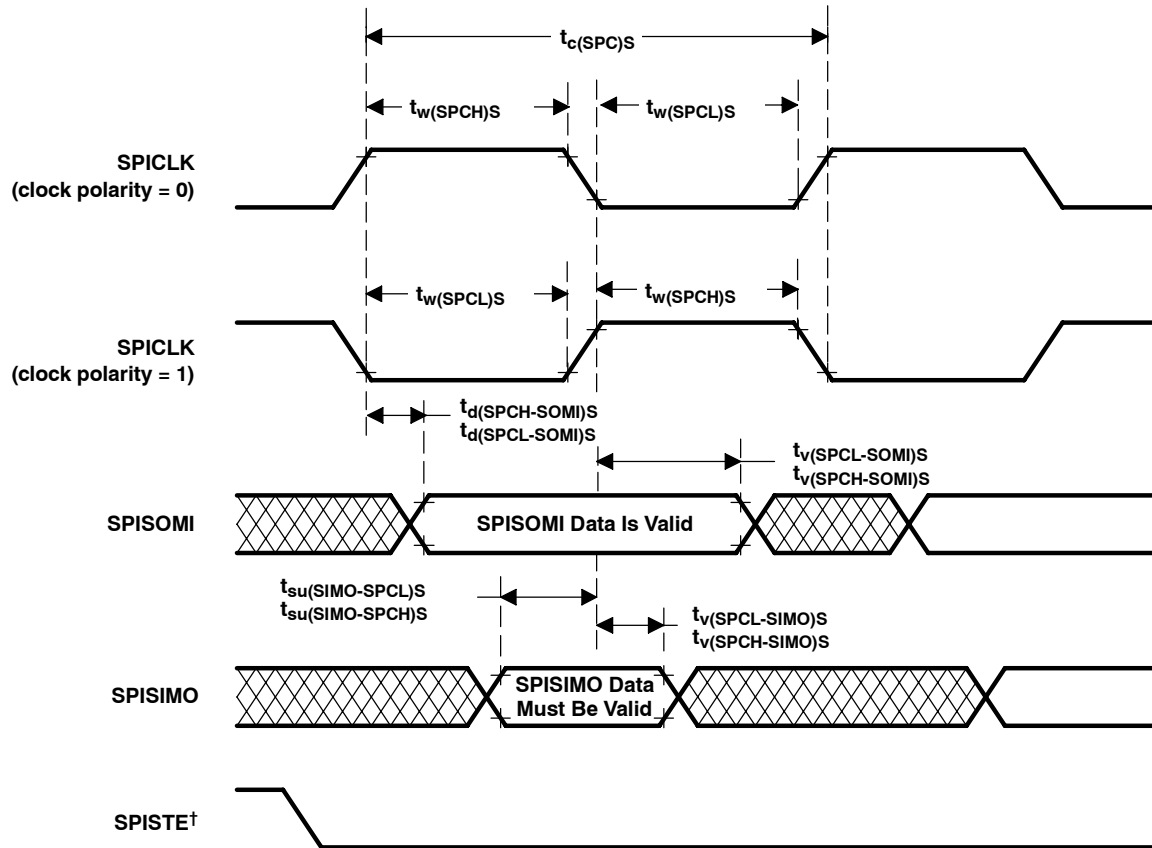 tc(SPC)S
tw(SPCH)S
tw(SPCL)S
SPICLK
(clock polarity = 0)
tw(SPCL)S
tw(SPCH)S
SPICLK
(clock polarity = 1)
td(SPCH-SOMI)S
td(SPCL-SOMI)S
tv(SPCL-SOMI)S
tv(SPCH-SOMI)S
SPISOMI
SPISOMI Data Is Valid
tsu(SIMO-SPCL)S
tsu(SIMO-SPCH)S
tv(SPCL-SIMO)S
tv(SPCH-SIMO)S
SPISIMO
SPISIMO Data
Must Be Valid
SPISTE†